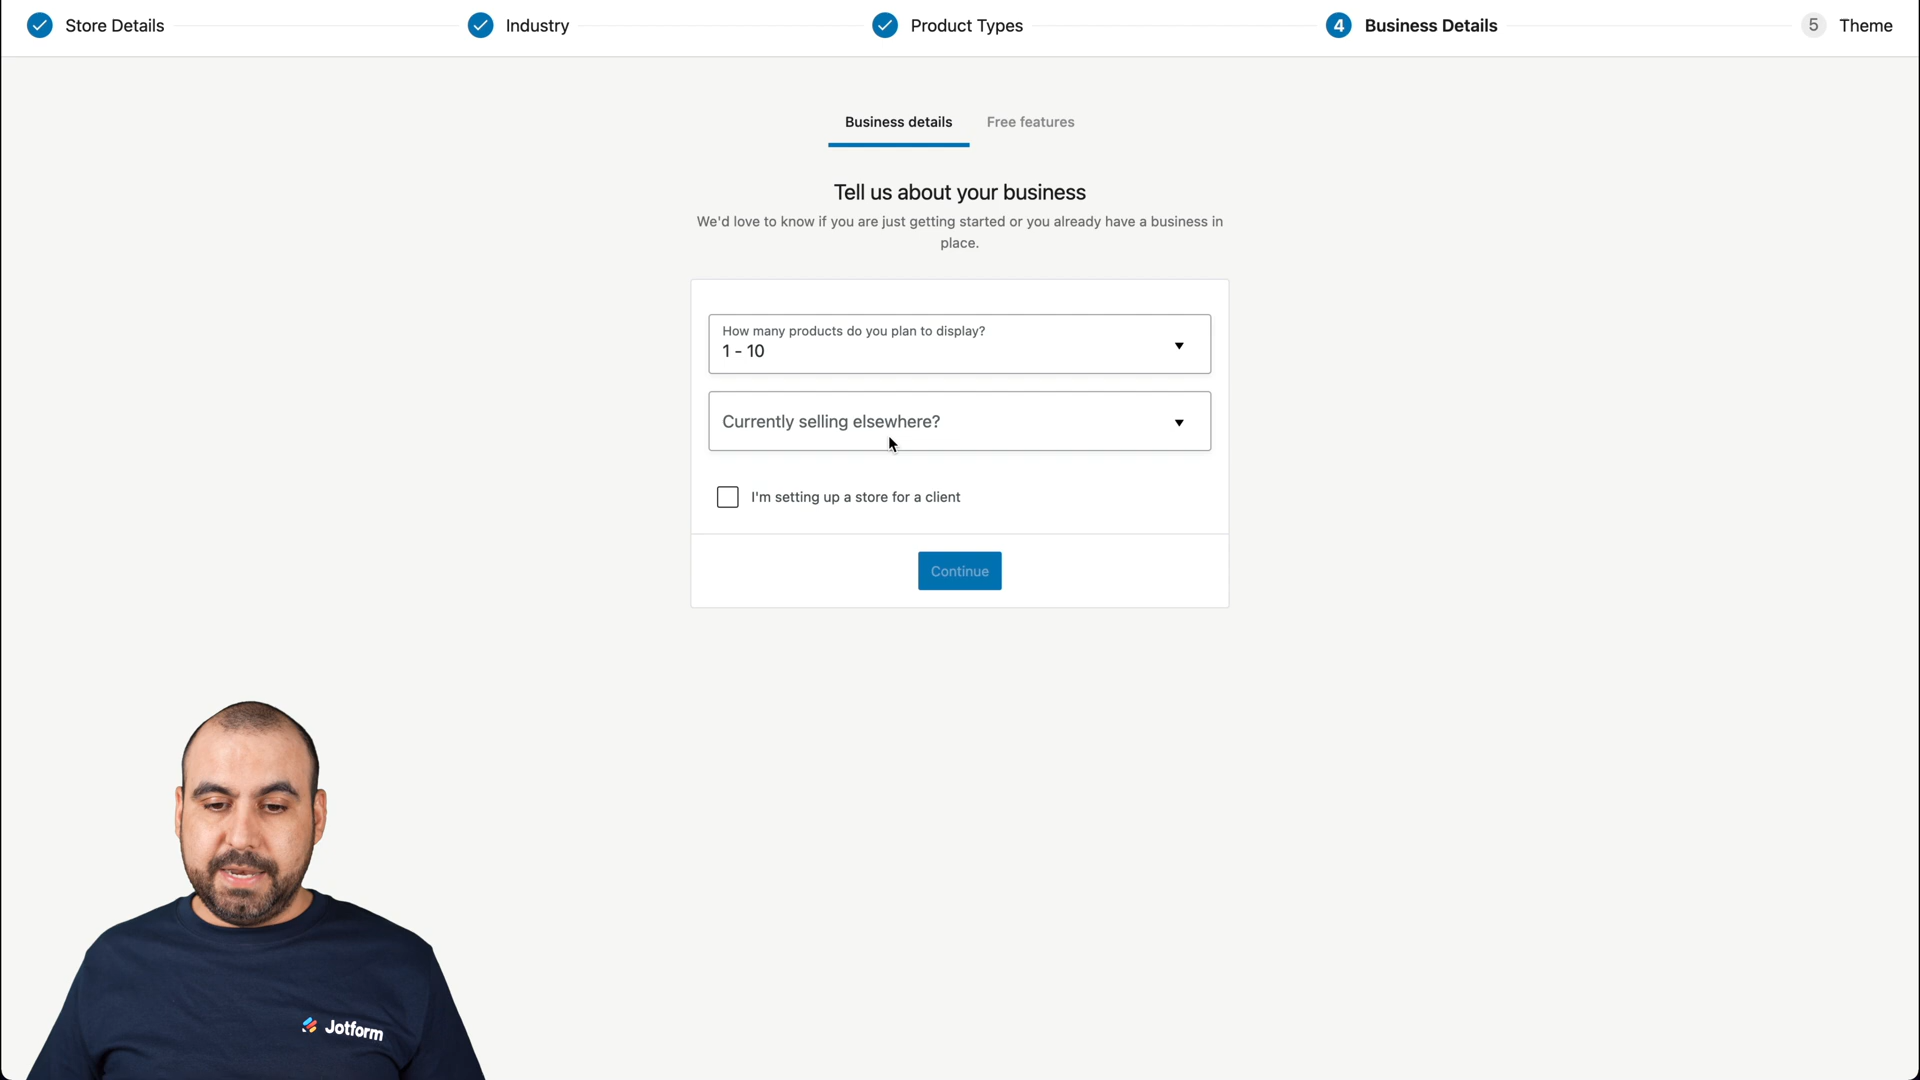 Store Details
Industry
Product Types
4 Business Details
5 Theme
Business details
Free features
Tell us about your business
We'd love to know if you are just getting started or you already have a business in
place.
How many products do you plan to display?
1 - 10
Currently selling elsewhere?
I'm setting up a store for a client
Continue
Jotform